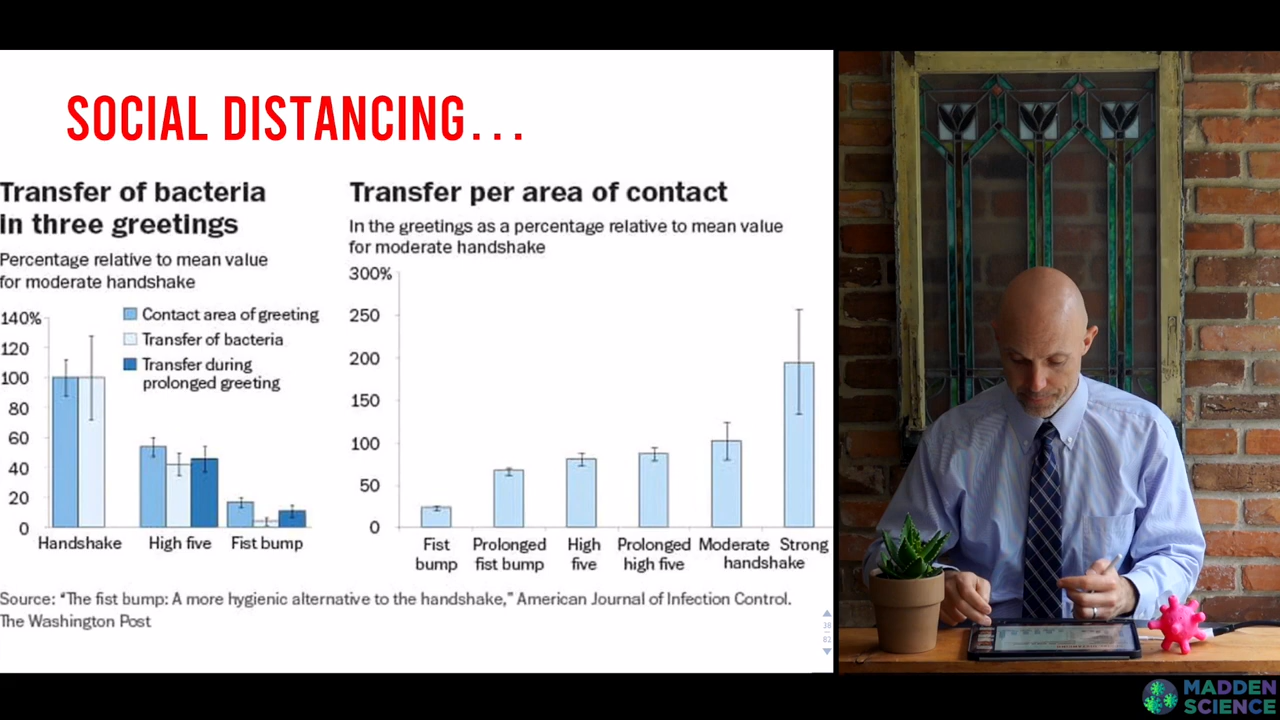 SOCIAL DISTANCING...
Transfer of bacteria
in three greetings
Percentage relative to mean value
for moderate handshake
140%
120
100
80
60
40
20
0
Contact area of greeting
Transfer of bacteria
Transfer during
prolonged greeting
Handshake High five Fist bump
Transfer per area of contact
In the greetings as a percentage relative to mean value
for moderate handshake
300%
250
200
150
100
50
0
Fist Prolonged High Prolonged Moderate Strong
bump fist bump five high five handshake
Source: "The fist bump: A more hygienic alternative to the handshake," American Journal of Infection Control.
The Washington Post
38
82
MADDEN
SCIENCE